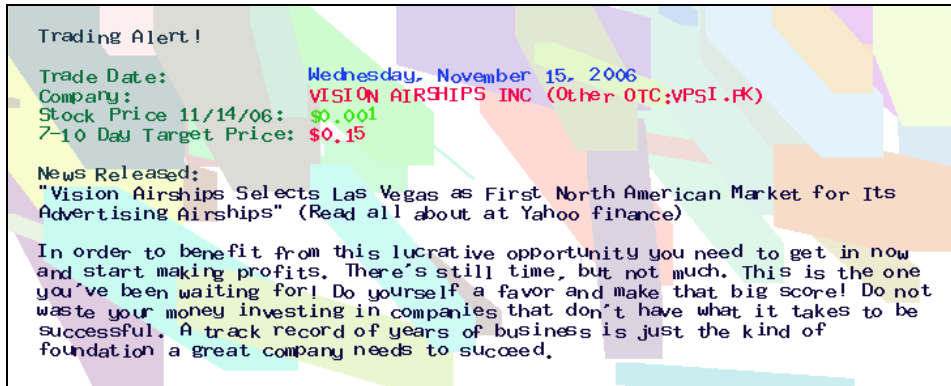 Trading Alert!
Trade Date: Wednesday, November 15, 2006
Company: VISION AIRSHIPS INC (Other OTC:VPSI.PK)
Stock Price 11/14/06: $0.001
7-10 Day Target Price: $0.15
News Released:
"Vision Airships Selects Las Vegas as First North American Market for Its
Advertising Airships" (Read all about at Yahoo finance)
In order to benefit from this lucrative opportunity you need to get in now
and start making profits. There's still time, but not much. This is the one
you've been waiting for! Do yourself a favor and make that big score! Do not
waste your money investing in companies that don't have what it takes to be
successful. A track record of years of business is just the kind of
foundation a great company needs to succeed.